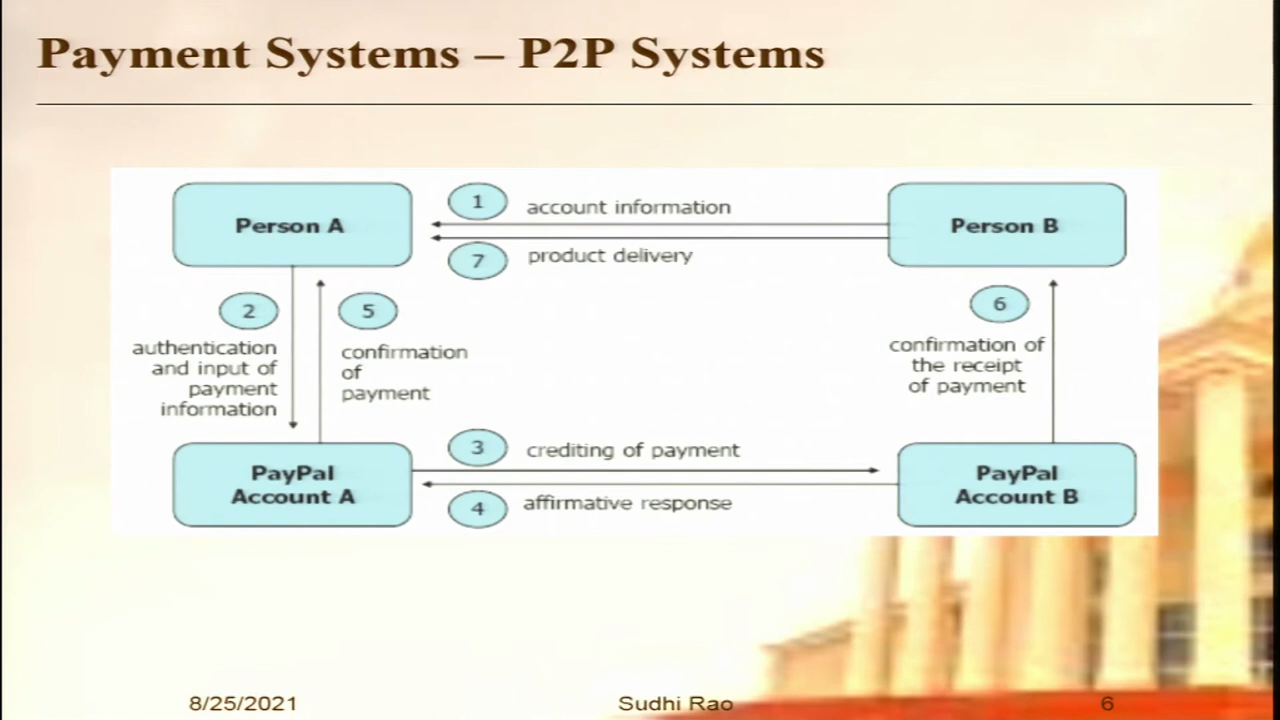 Payment Systems – P2P Systems
Person A
1
account information
7
product delivery
Person B
2
authentication
and input of
payment
information
5
confirmation
of
payment
6
confirmation of
the receipt
of payment
PayPal
Account A
3
crediting of payment
4
affirmative response
PayPal
Account B
8/25/2021
Sudhi Rao
6